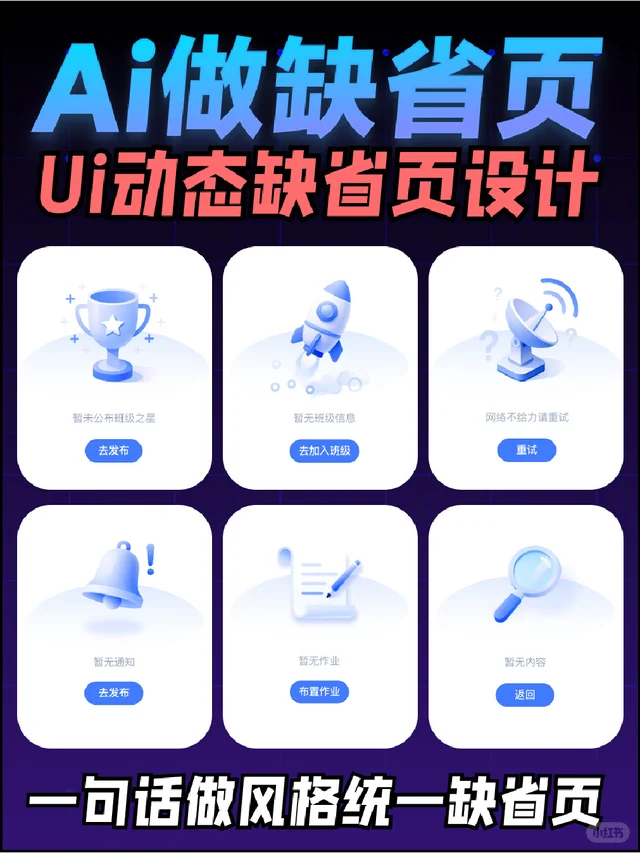 Ai做缺省页
Ui动态缺省页设计
暂未公布班级之星
去发布
暂无班级信息
去加入班级
网络不给力请重试
重试
暂无通知
去发布
暂无作业
布置作业
暂无内容
返回
一句话做风格统一缺省页
小红书